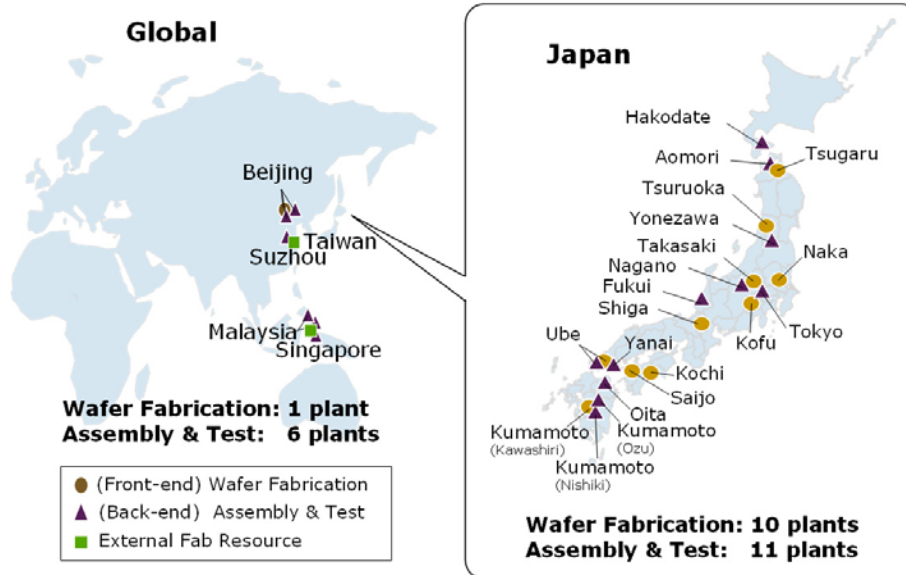 Global
Beijing
Taiwan
Suzhou
Malaysia
Singapore
Wafer Fabrication: 1 plant
Assembly & Test: 6 plants
(Front-end) Wafer Fabrication
(Back-end) Assembly & Test
External Fab Resource
Japan
Hakodate
Aomori
Tsugaru
Tsuruoka
Yonezawa
Takasaki
Naka
Nagano
Fukui
Shiga
Tokyo
Kofu
Ube
Yanai
Kochi
Saijo
Oita
Kumamoto
(Kawashiri)
Kumamoto
(Ozu)
Kumamoto
(Nishiki)
Wafer Fabrication: 10 plants
Assembly & Test: 11 plants